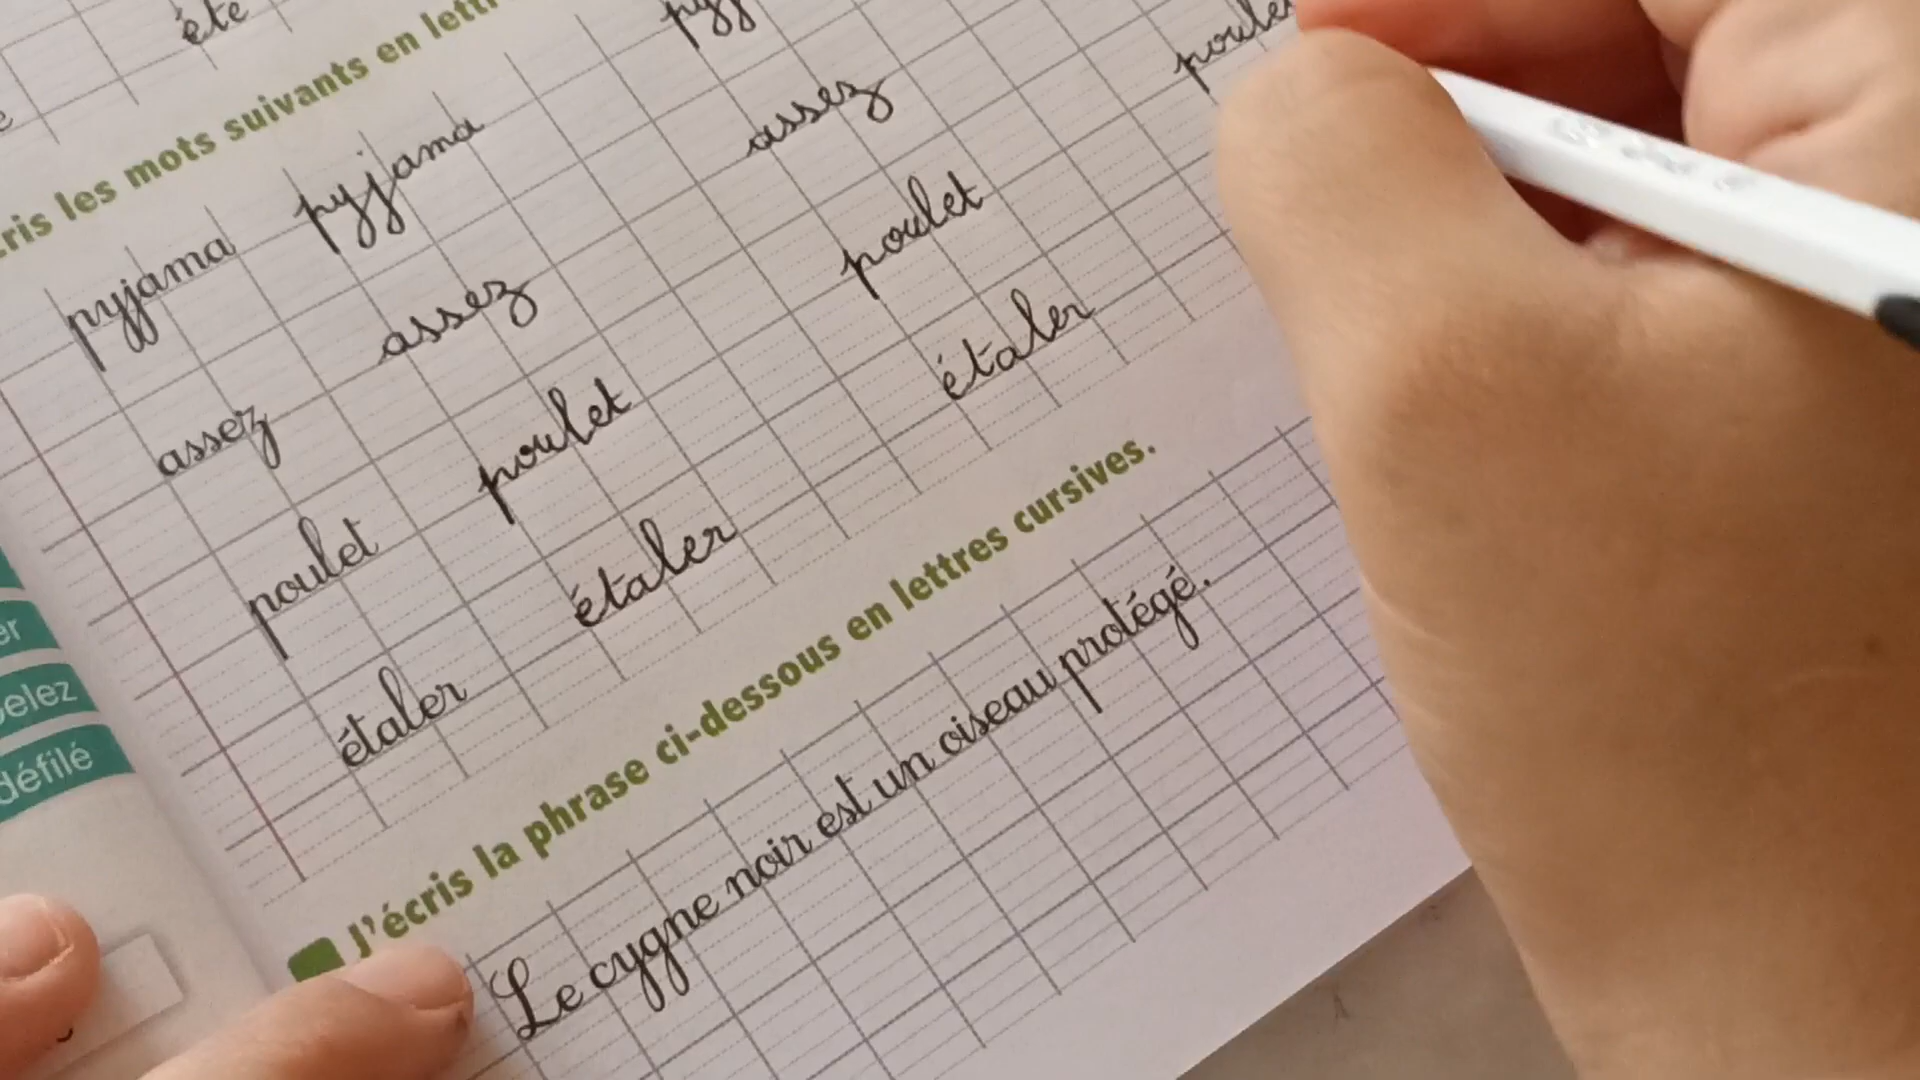 été
cris les mots suivants en lett
pyjama pyjama pyj
assez assez assez
poulet poulet poulet poulet
étaler étaler étaler
J'écris la phrase ci-dessous en lettres cursives.
Le cygne noir est un oiseau protégé.
er
pelez
défilé